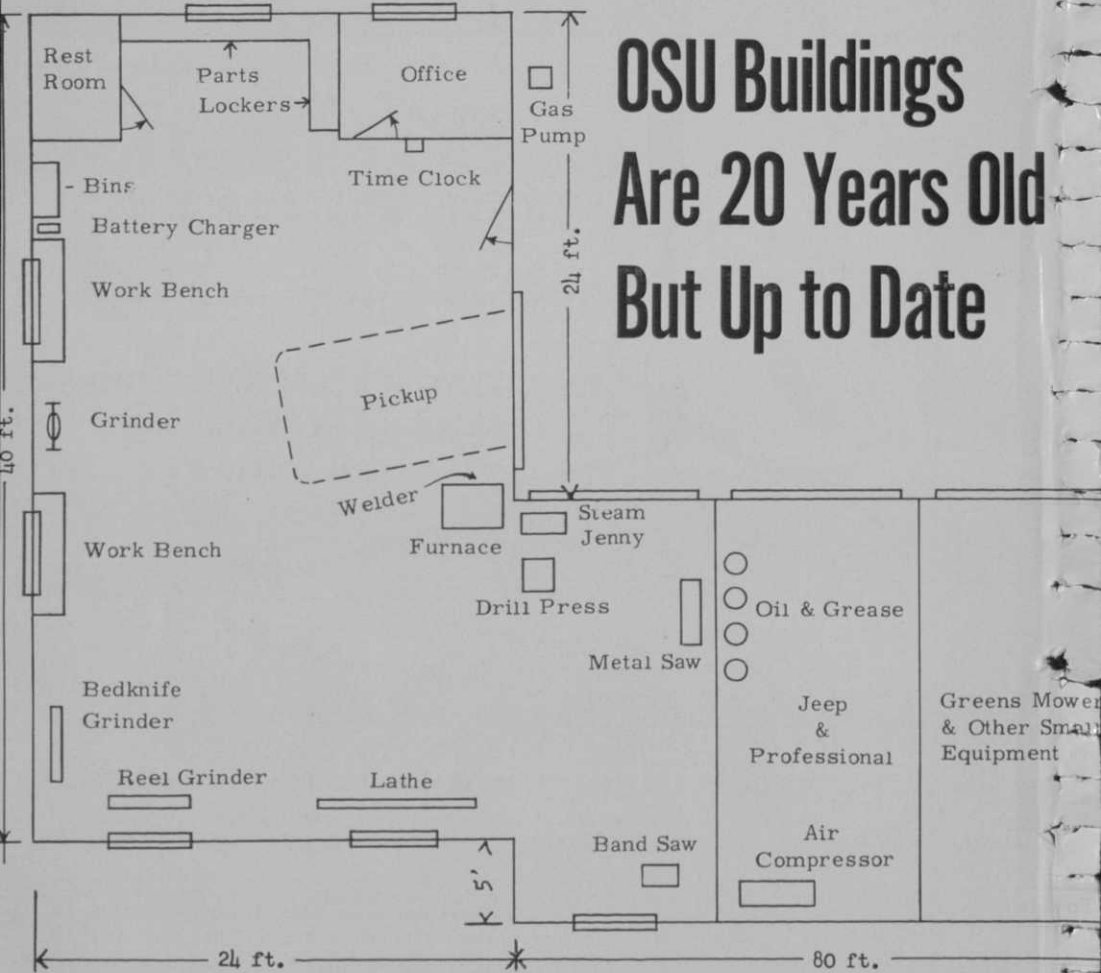 OSU Buildings
Are 20 Years Old
But Up to Date
Rest
Room
Parts
Lockers
Office
Gas
Pump
Time Clock
- Bins
Battery Charger
24 ft.
Work Bench
Pickup
Grinder
40 ft.
Welder
Furnace
Steam
Jenny
Work Bench
Drill Press
Oil & Grease
Metal Saw
Bedknife
Grinder
Jeep
&
Professional
Greens Mower
& Other Small
Equipment
Reel Grinder
Lathe
Band Saw
Air
Compressor
5'
24 ft.
80 ft.